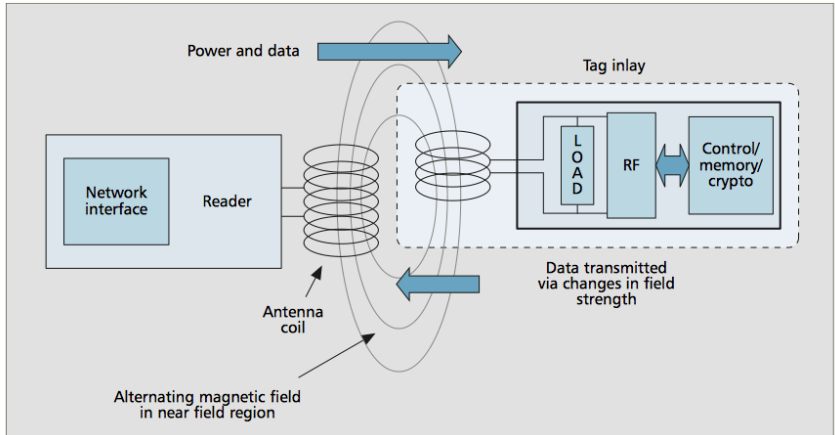 Power and data
Tag inlay
Network
interface
Reader
L
O
A
D
RF
Control/
memory/
crypto
Antenna
coil
Data transmitted
via changes in field
strength
Alternating magnetic field
in near field region